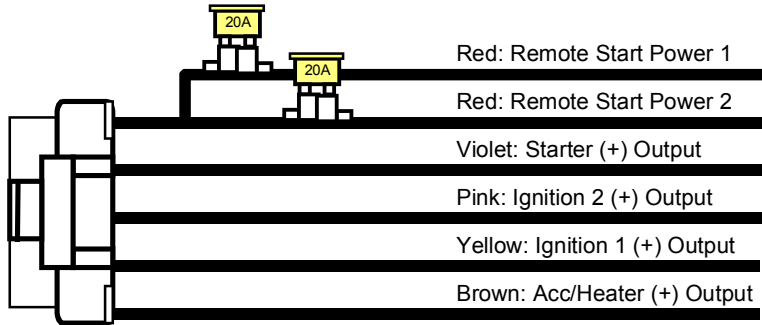 20A
20A
Red: Remote Start Power 1
Red: Remote Start Power 2
Violet: Starter (+) Output
Pink: Ignition 2 (+) Output
Yellow: Ignition 1 (+) Output
Brown: Acc/Heater (+) Output